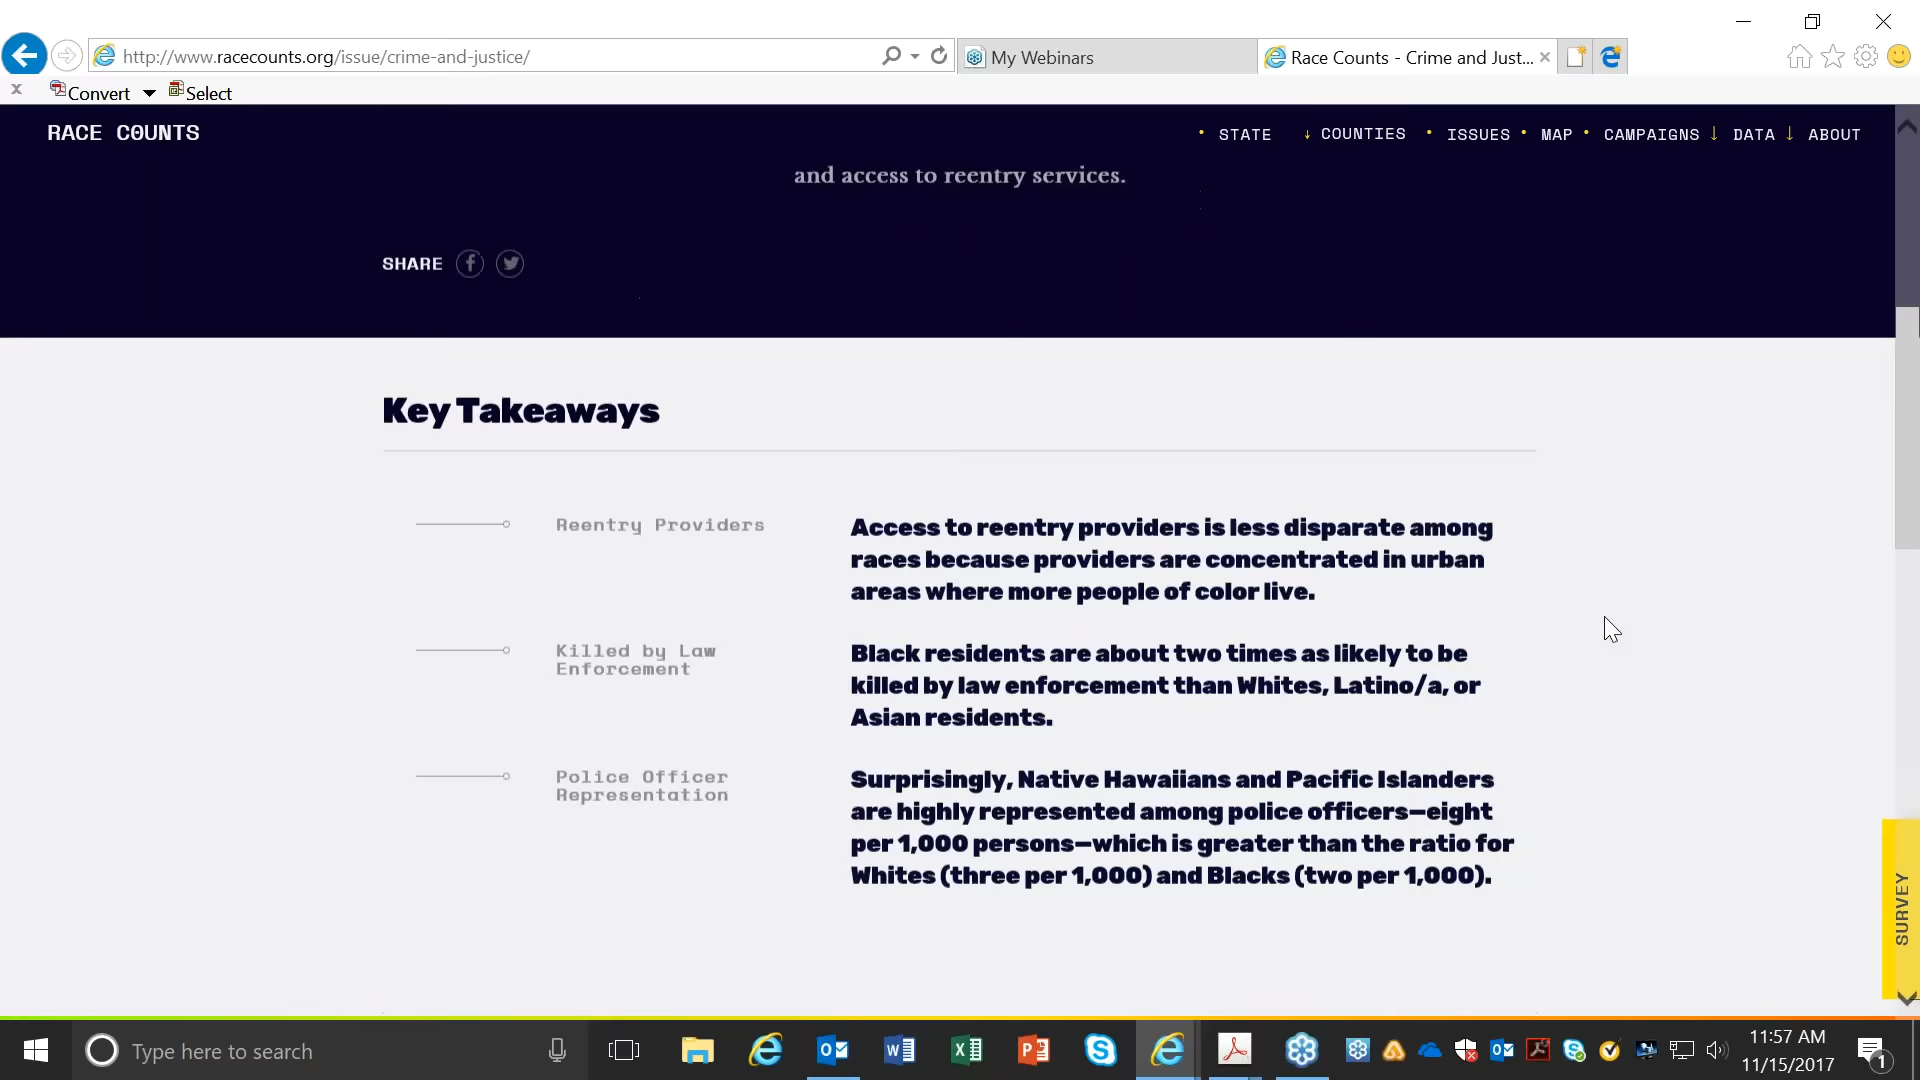 http://www.racecounts.org/issue/crime-and-justice/
My Webinars
Race Counts - Crime and Just...
x Convert Select
RACE COUNTS
STATE COUNTIES ISSUES MAP CAMPAIGNS DATA ABOUT
and access to reentry services.
SHARE
Key Takeaways
Reentry Providers
Access to reentry providers is less disparate among
races because providers are concentrated in urban
areas where more people of color live.
Killed by Law
Enforcement
Black residents are about two times as likely to be
killed by law enforcement than Whites, Latino/a, or
Asian residents.
Police Officer
Representation
Surprisingly, Native Hawaiians and Pacific Islanders
are highly represented among police officers—eight
per 1,000 persons—which is greater than the ratio for
Whites (three per 1,000) and Blacks (two per 1,000).
SURVEY
Type here to search
11:57 AM
11/15/2017
1